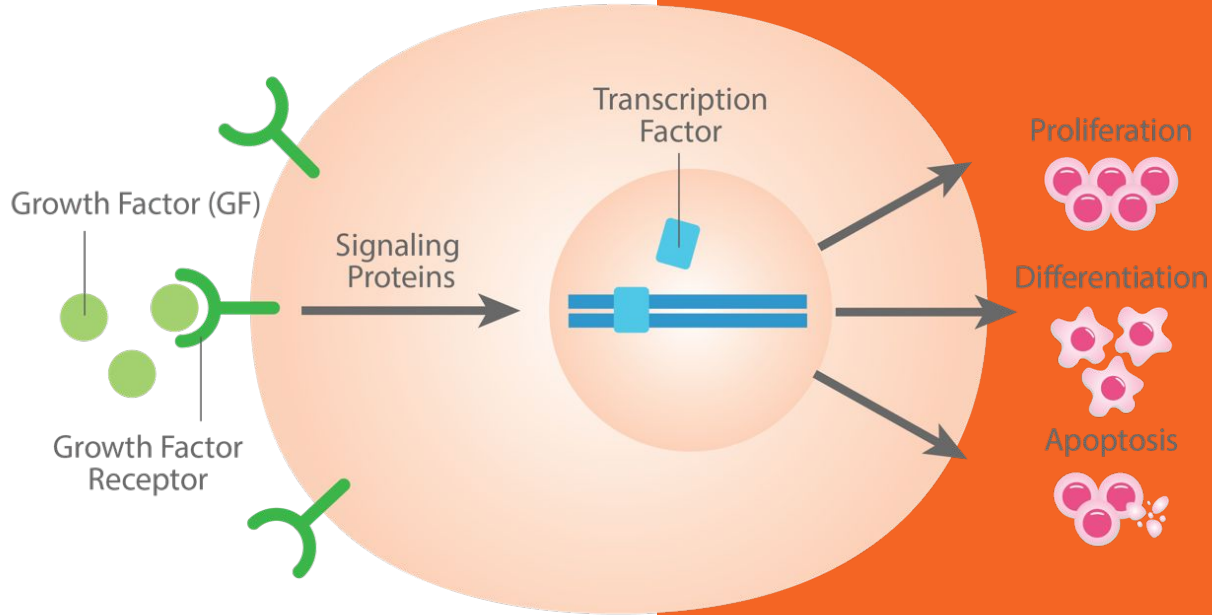 Growth Factor (GF)
Growth Factor
Receptor
Signaling
Proteins
Transcription
Factor
Proliferation
Differentiation
Apoptosis